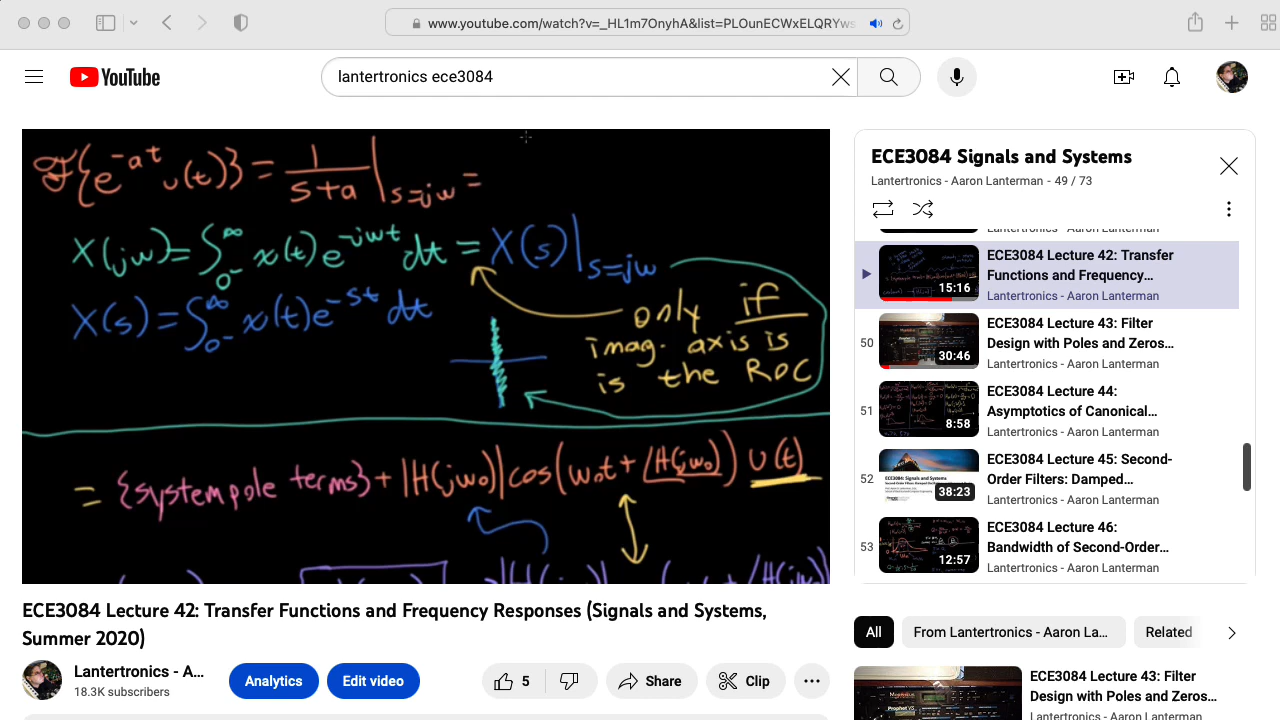 www.youtube.com/watch?v=_HL1m7OnyhA&list=PLOunECWxELQRYws
YouTube
lantertronics ece3084
ℱ{e^{-at} u(t)} = 1/(s+a) |_{s=jω} =
X(jω) = ∫_{0^-}^{∞} x(t) e^{-jωt} dt = X(s)|_{s=jω}
X(s) = ∫_{0^-}^{∞} x(t) e^{-st} dt
only if
imag. axis is
is the ROC
= {system pole terms} + |H(jω₀)| cos(ω₀t + ∠H(jω₀)) u(t)
ECE3084 Lecture 42: Transfer Functions and Frequency Responses (Signals and Systems,
Summer 2020)
Lantertronics - A...
18.3K subscribers
Analytics
Edit video
5
Share
Clip
ECE3084 Signals and Systems
Lantertronics - Aaron Lanterman - 49 / 73
Lantertronics - Aaron Lanterman
15:16
ECE3084 Lecture 42: Transfer
Functions and Frequency...
Lantertronics - Aaron Lanterman
50
30:46
ECE3084 Lecture 43: Filter
Design with Poles and Zeros...
Lantertronics - Aaron Lanterman
51
8:58
ECE3084 Lecture 44:
Asymptotics of Canonical...
Lantertronics - Aaron Lanterman
52
38:23
ECE3084 Lecture 45: Second-
Order Filters: Damped...
Lantertronics - Aaron Lanterman
53
12:57
ECE3084 Lecture 46:
Bandwidth of Second-Order...
Lantertronics - Aaron Lanterman
All
From Lantertronics - Aaron La...
Related
ECE3084 Lecture 43: Filter
Design with Poles and Zeros...
Lantertronics - Aaron Lanterman